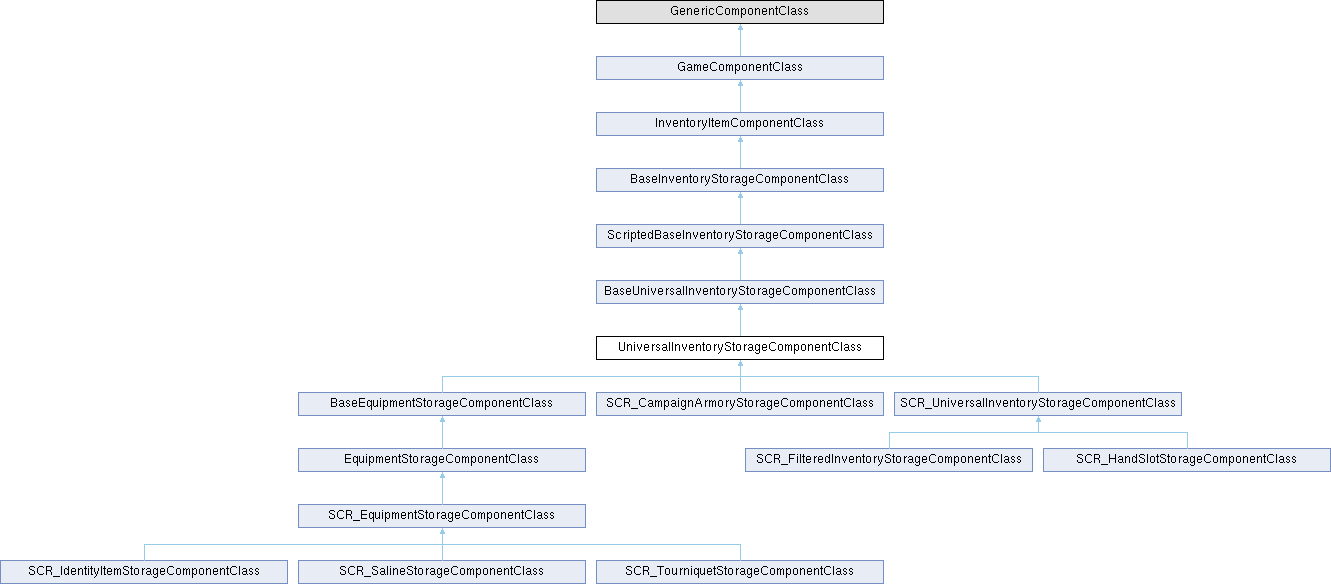 GenericComponentClass
GameComponentClass
InventoryItemComponentClass
BaseInventoryStorageComponentClass
ScriptedBaseInventoryStorageComponentClass
BaseUniversalInventoryStorageComponentClass
UniversalInventoryStorageComponentClass
BaseEquipmentStorageComponentClass
SCR_CampaignArmoryStorageComponentClass
SCR_UniversalInventoryStorageComponentClass
EquipmentStorageComponentClass
SCR_FilteredInventoryStorageComponentClass
SCR_HandSlotStorageComponentClass
SCR_EquipmentStorageComponentClass
SCR_IdentityItemStorageComponentClass
SCR_SalineStorageComponentClass
SCR_TourniquetStorageComponentClass